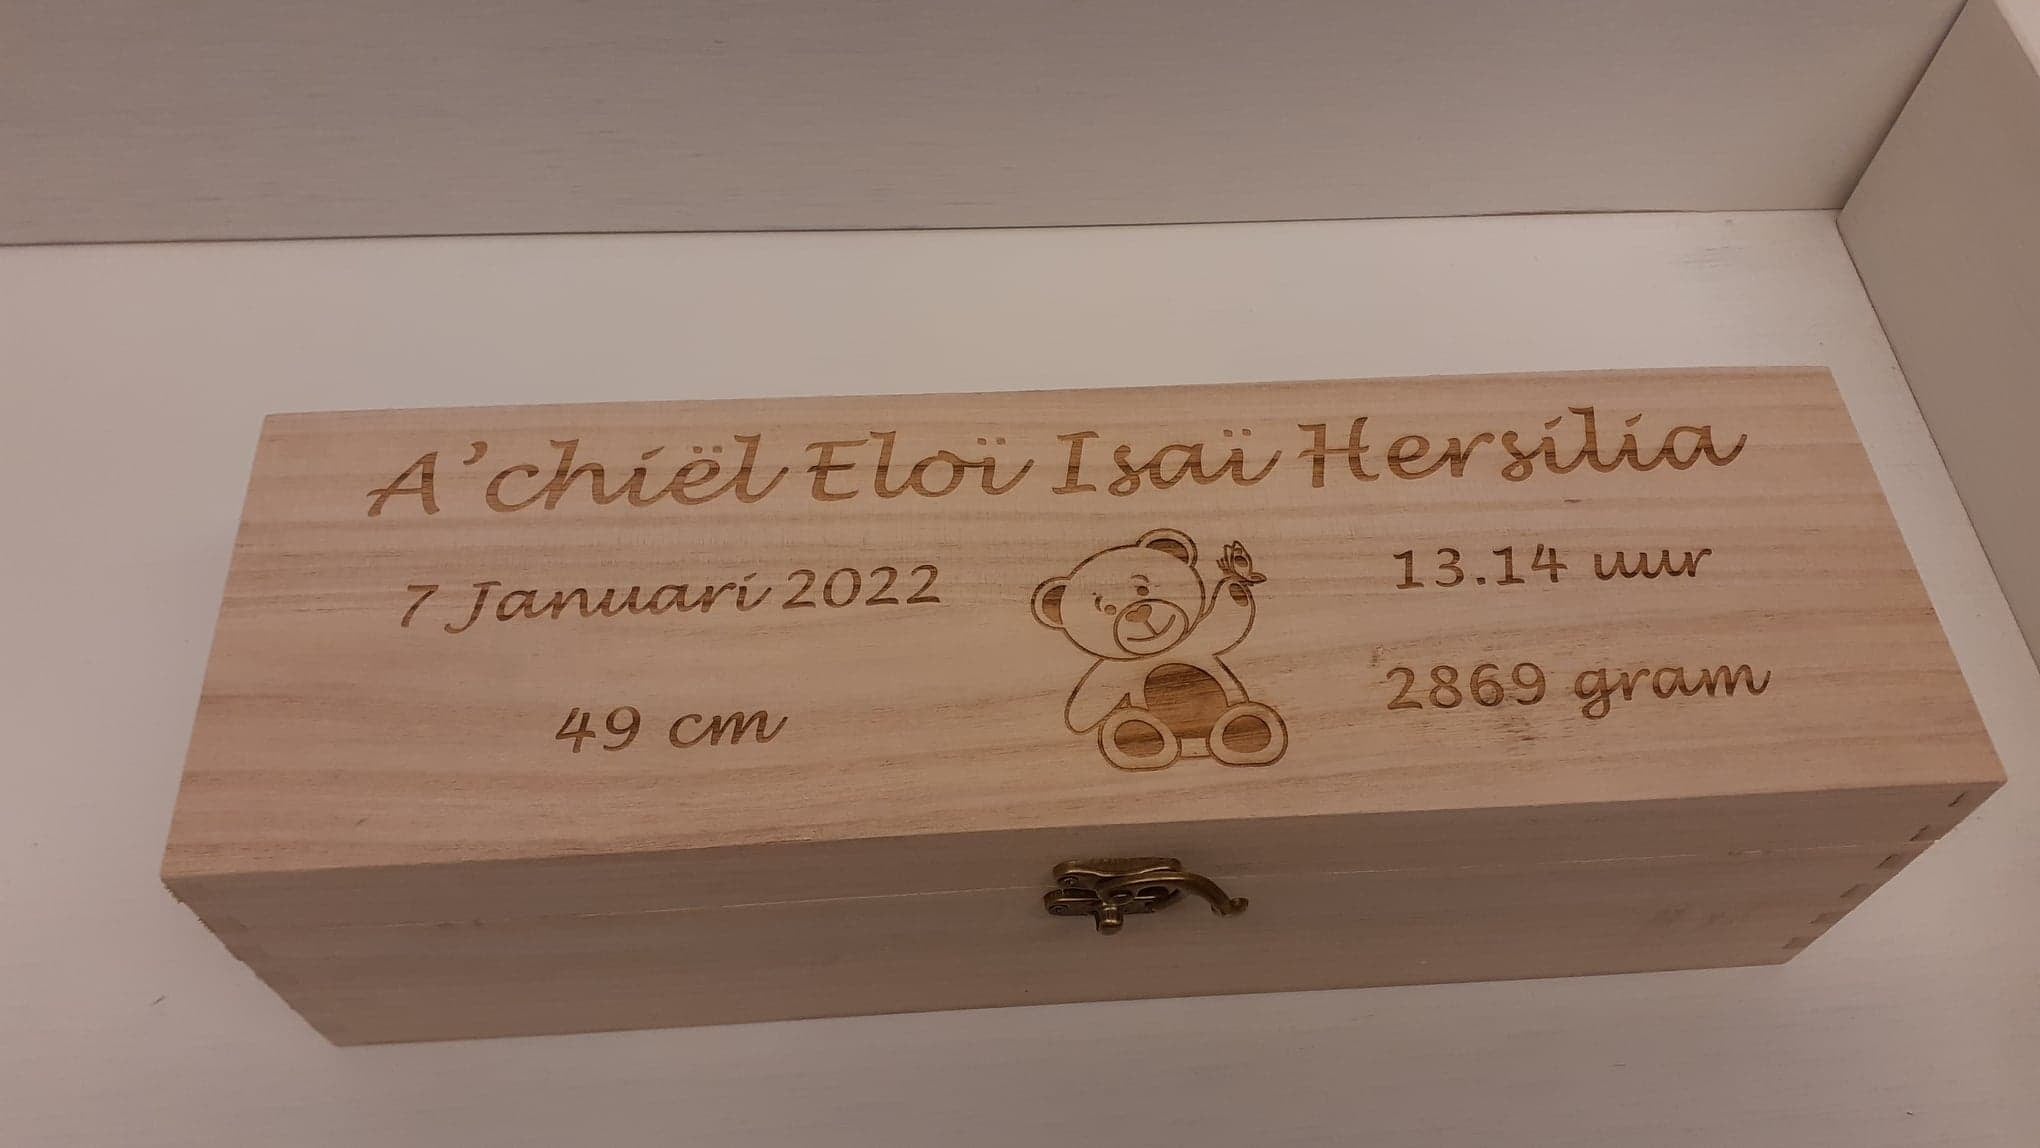 A'chiël Eloï Isaï Hersilia
7 Januari 2022
13.14 uur
49 cm
2869 gram